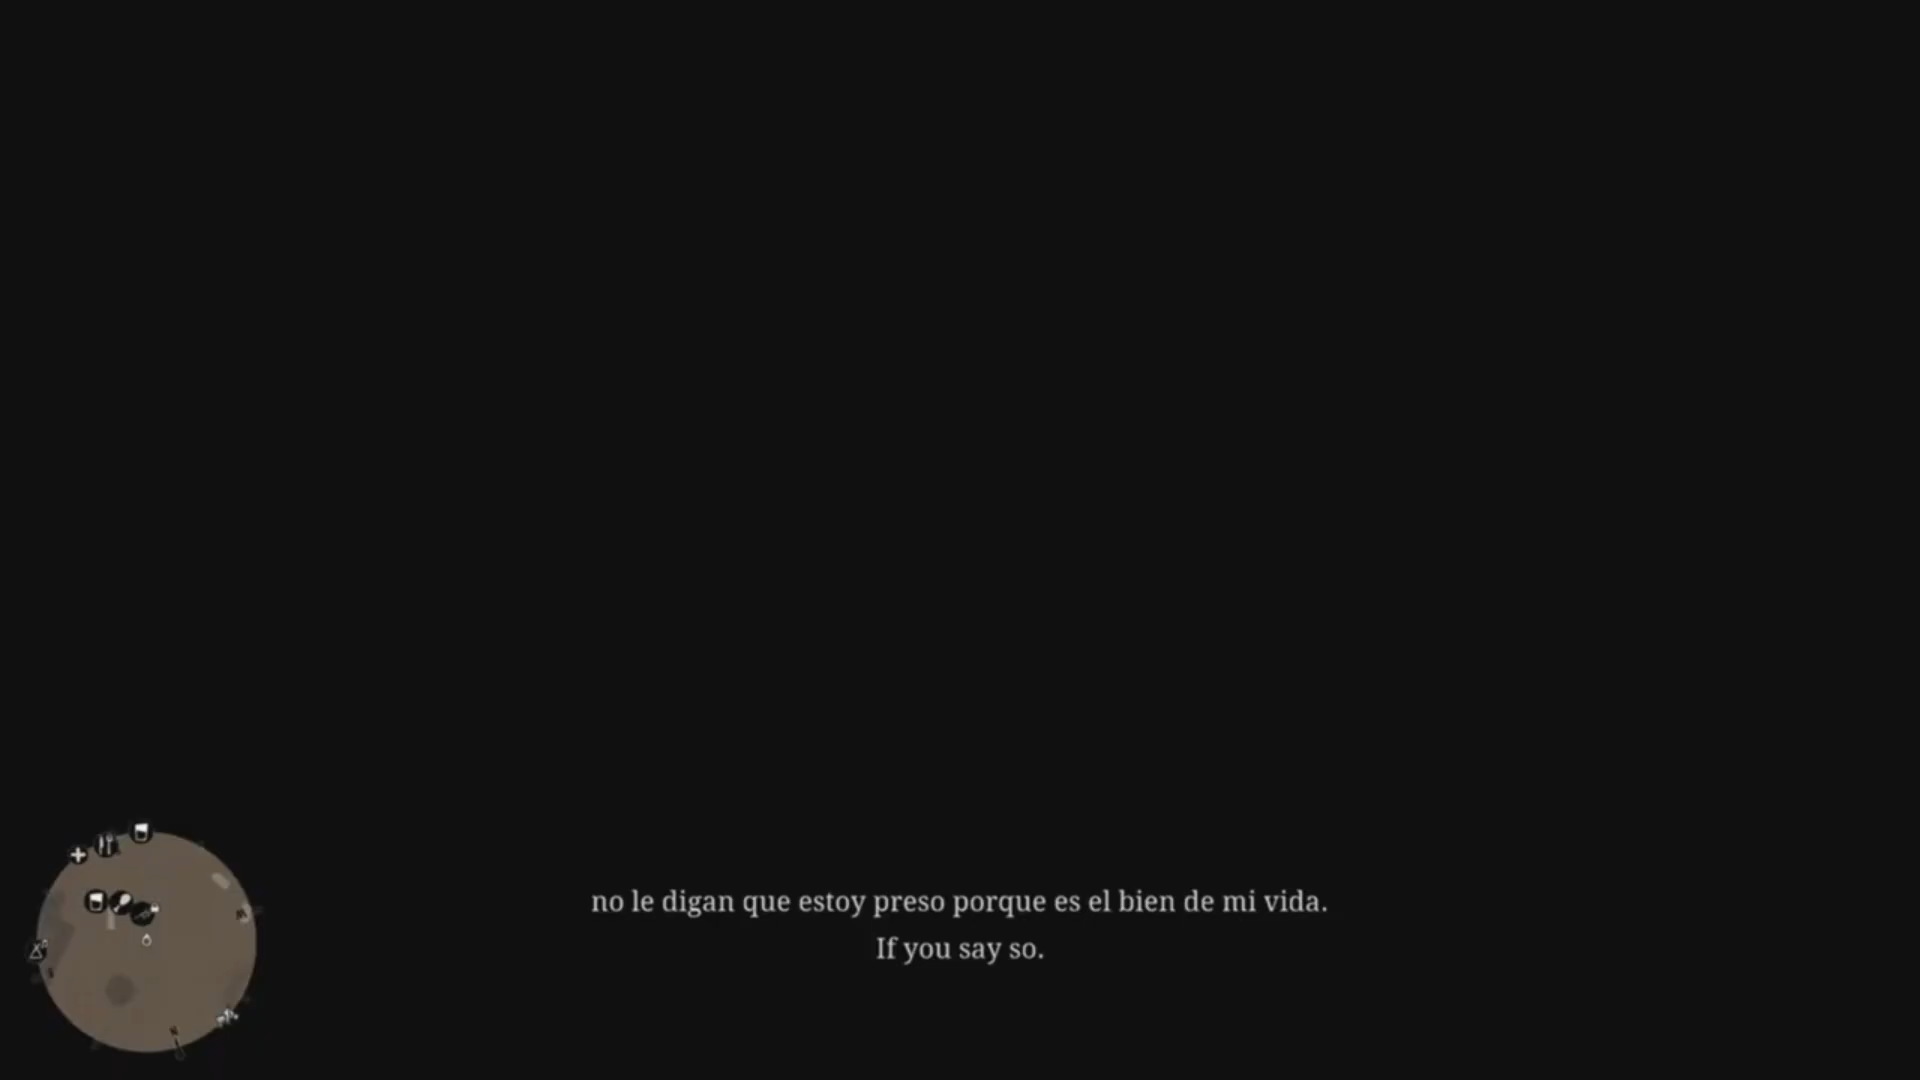 no le digan que estoy preso porque es el bien de mi vida.
If you say so.
N